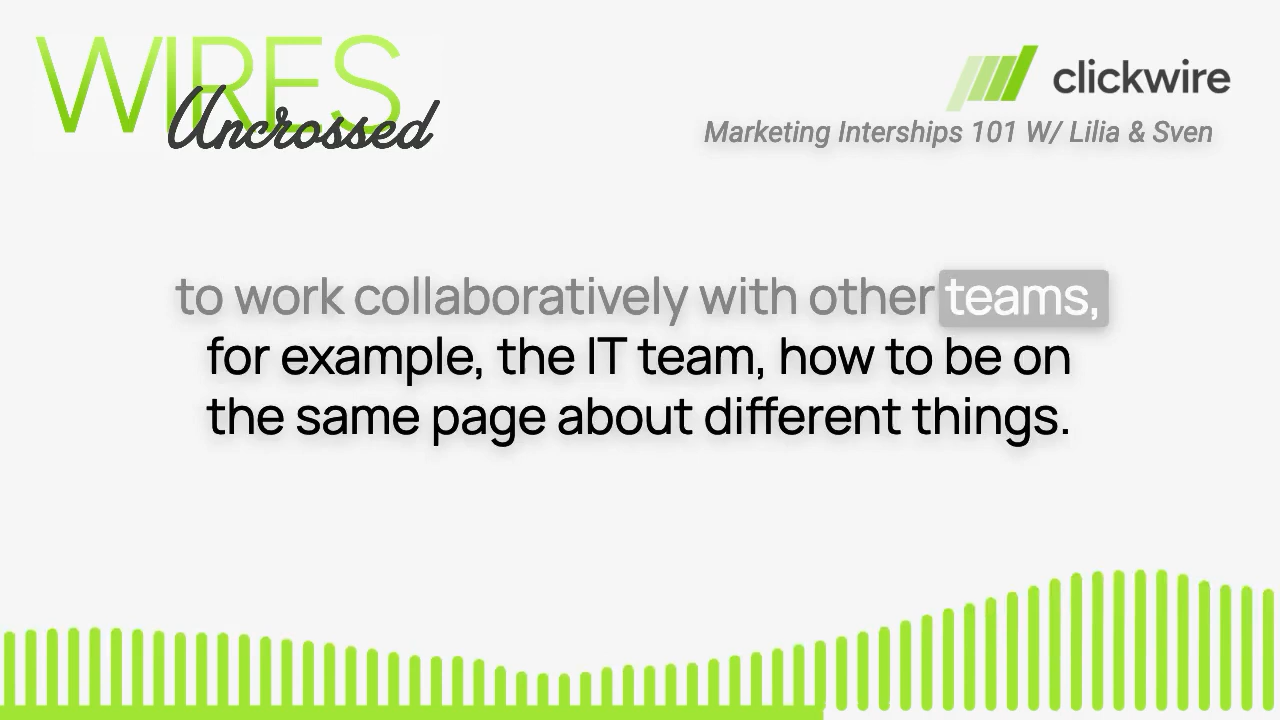 WIRES
Uncrossed
clickwire
Marketing Interships 101 W/ Lilia & Sven
to work collaboratively with other teams,
for example, the IT team, how to be on
the same page about different things.